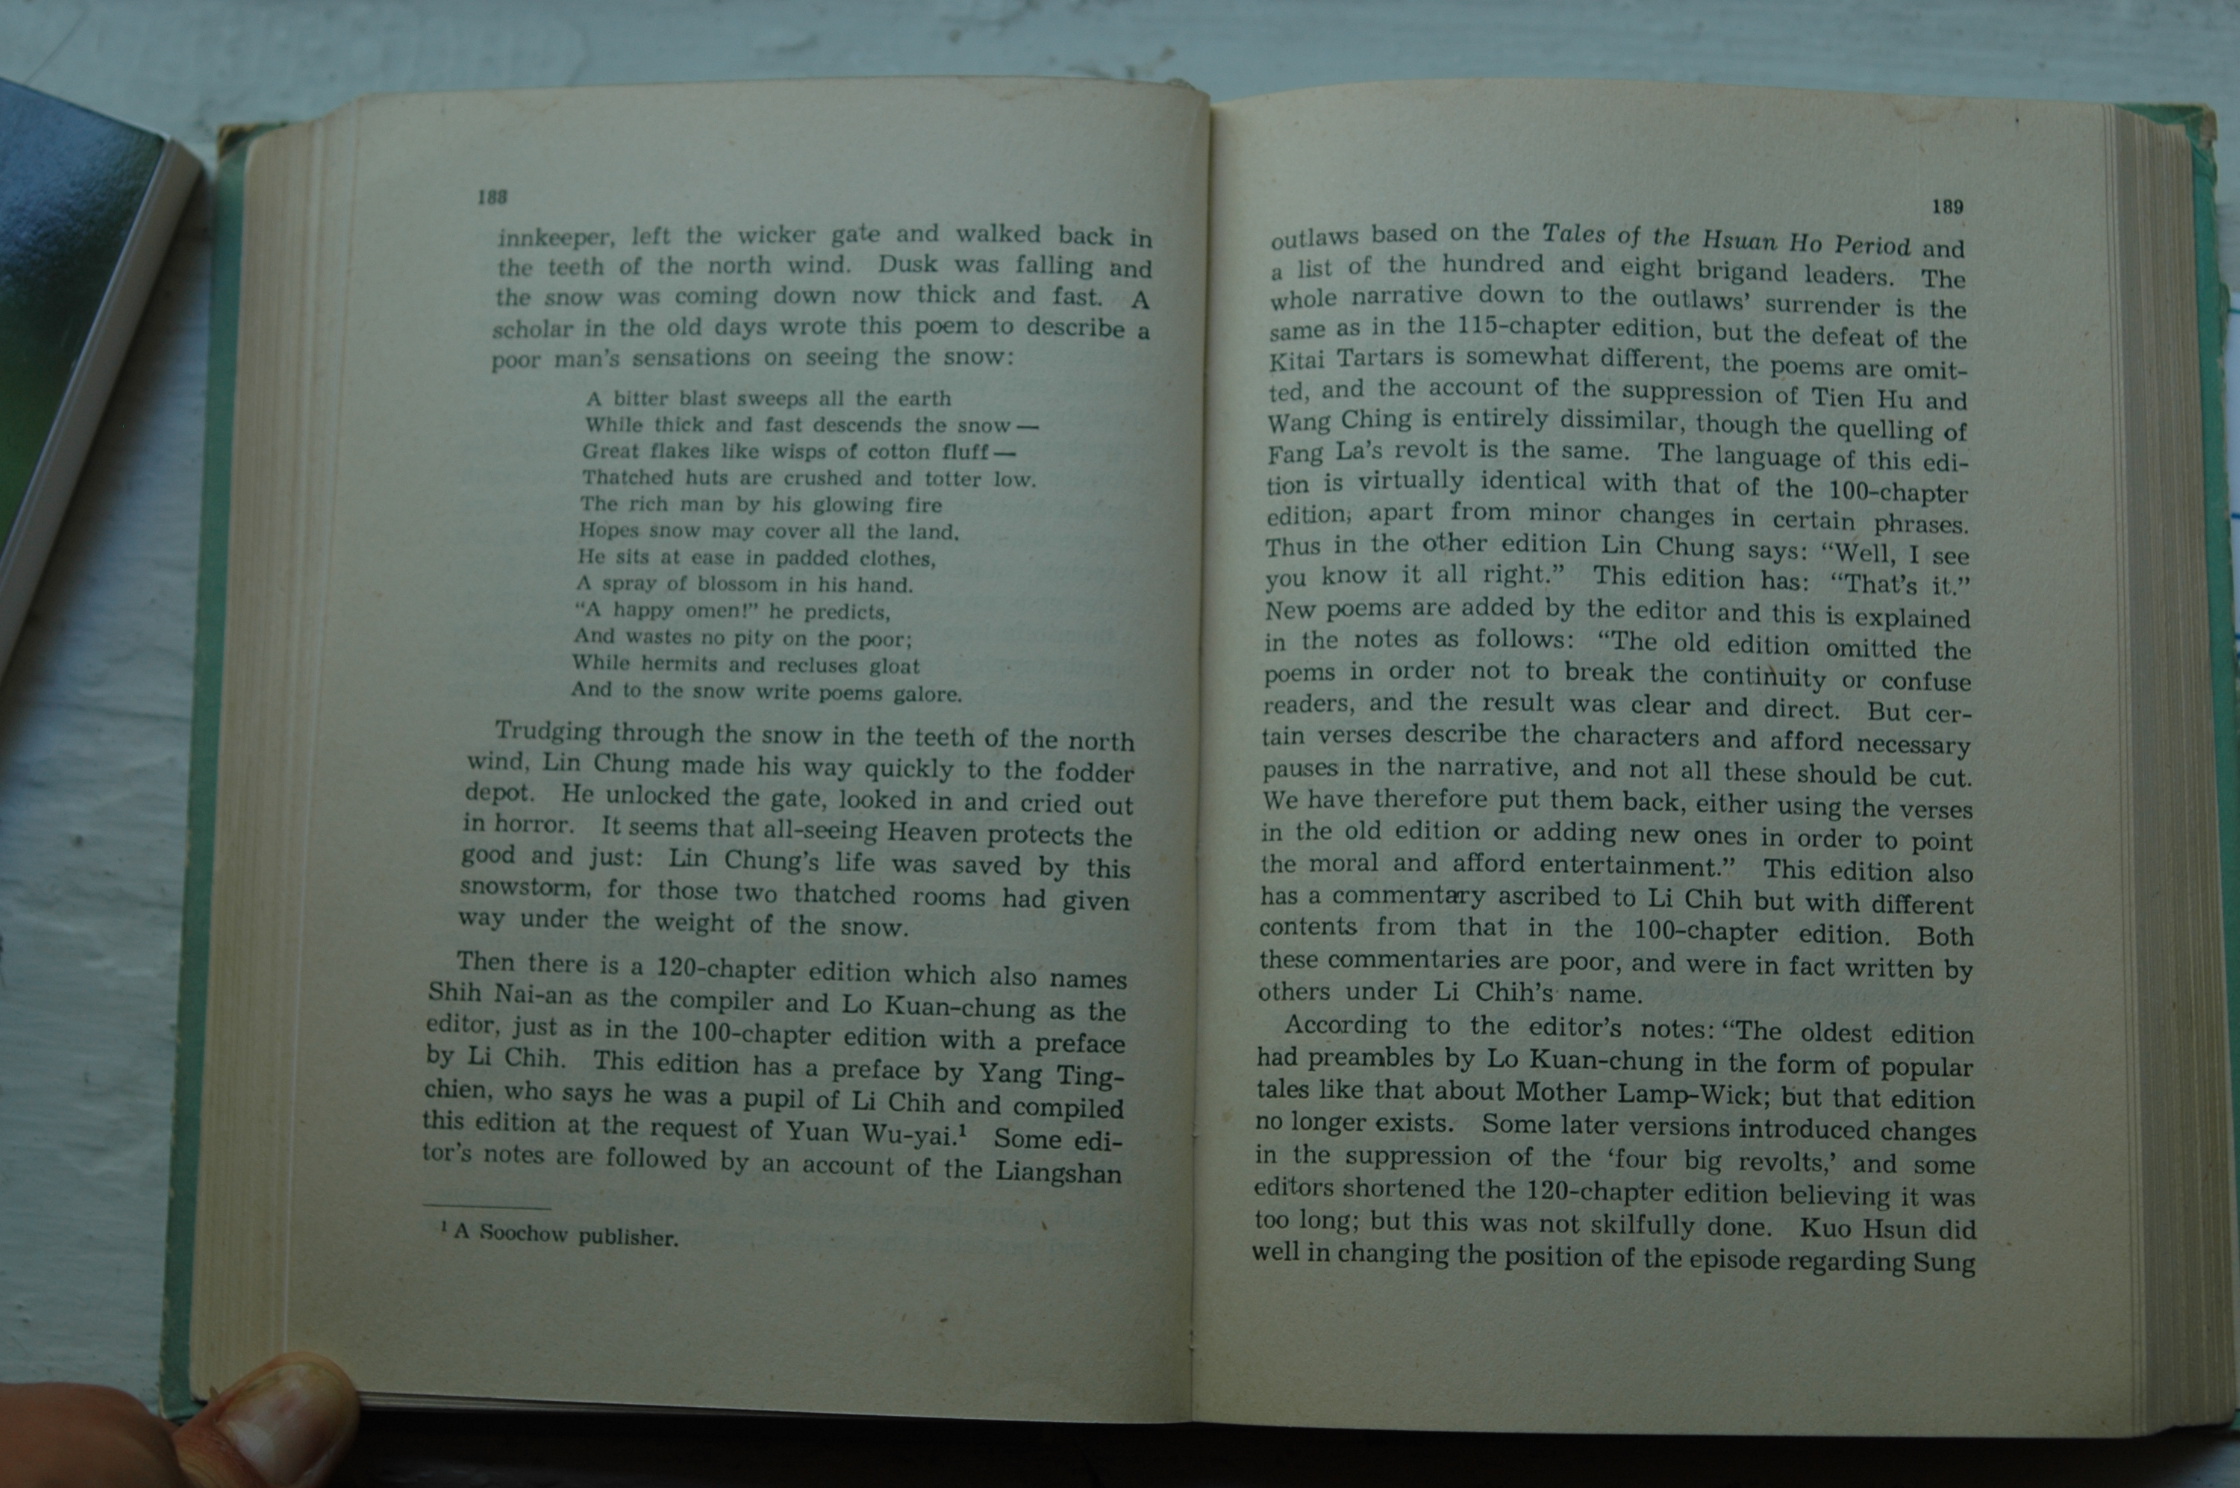 188
innkeeper, left the wicker gate and walked back in
the teeth of the north wind. Dusk was falling and
the snow was coming down now thick and fast. A
scholar in the old days wrote this poem to describe a
poor man's sensations on seeing the snow:
A bitter blast sweeps all the earth
While thick and fast descends the snow —
Great flakes like wisps of cotton fluff —
Thatched huts are crushed and totter low.
The rich man by his glowing fire
Hopes snow may cover all the land.
He sits at ease in padded clothes,
A spray of blossom in his hand.
"A happy omen!" he predicts,
And wastes no pity on the poor;
While hermits and recluses gloat
And to the snow write poems galore.
Trudging through the snow in the teeth of the north
wind, Lin Chung made his way quickly to the fodder
depot. He unlocked the gate, looked in and cried out
in horror. It seems that all-seeing Heaven protects the
good and just: Lin Chung's life was saved by this
snowstorm, for those two thatched rooms had given
way under the weight of the snow.
Then there is a 120-chapter edition which also names
Shih Nai-an as the compiler and Lo Kuan-chung as the
editor, just as in the 100-chapter edition with a preface
by Li Chih. This edition has a preface by Yang Ting-
chien, who says he was a pupil of Li Chih and compiled
this edition at the request of Yuan Wu-yai.¹ Some edi-
tor's notes are followed by an account of the Liangshan
¹ A Soochow publisher.
189
outlaws based on the Tales of the Hsuan Ho Period and
a list of the hundred and eight brigand leaders. The
whole narrative down to the outlaws' surrender is the
same as in the 115-chapter edition, but the defeat of the
Kitai Tartars is somewhat different, the poems are omit-
ted, and the account of the suppression of Tien Hu and
Wang Ching is entirely dissimilar, though the quelling of
Fang La's revolt is the same. The language of this edi-
tion is virtually identical with that of the 100-chapter
edition; apart from minor changes in certain phrases.
Thus in the other edition Lin Chung says: "Well, I see
you know it all right." This edition has: "That's it."
New poems are added by the editor and this is explained
in the notes as follows: "The old edition omitted the
poems in order not to break the continuity or confuse
readers, and the result was clear and direct. But cer-
tain verses describe the characters and afford necessary
pauses in the narrative, and not all these should be cut.
We have therefore put them back, either using the verses
in the old edition or adding new ones in order to point
the moral and afford entertainment." This edition also
has a commentary ascribed to Li Chih but with different
contents from that in the 100-chapter edition. Both
these commentaries are poor, and were in fact written by
others under Li Chih's name.
According to the editor's notes: "The oldest edition
had preambles by Lo Kuan-chung in the form of popular
tales like that about Mother Lamp-Wick; but that edition
no longer exists. Some later versions introduced changes
in the suppression of the 'four big revolts,' and some
editors shortened the 120-chapter edition believing it was
too long; but this was not skilfully done. Kuo Hsun did
well in changing the position of the episode regarding Sung